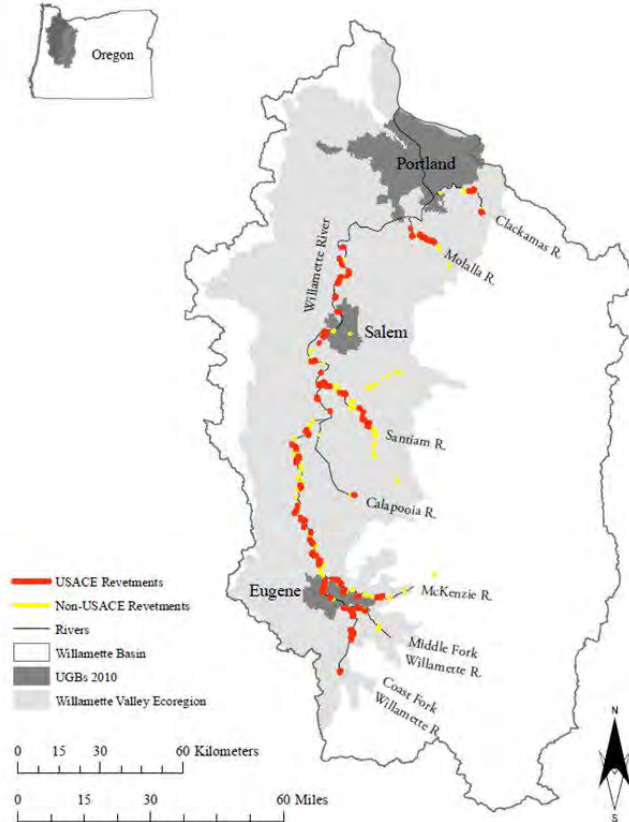 Oregon
Portland
Clackamas R.
Molalla R.
Willamette River
Salem
Santiam R.
Calapooia R.
Eugene
McKenzie R.
Middle Fork
Willamette R.
Coast Fork
Willamette R.
USACE Revetments
Non-USACE Revetments
Rivers
Willamette Basin
UGBs 2010
Willamette Valley Ecoregion
0 15 30 60 Kilometers
0 15 30 60 Miles
N
S